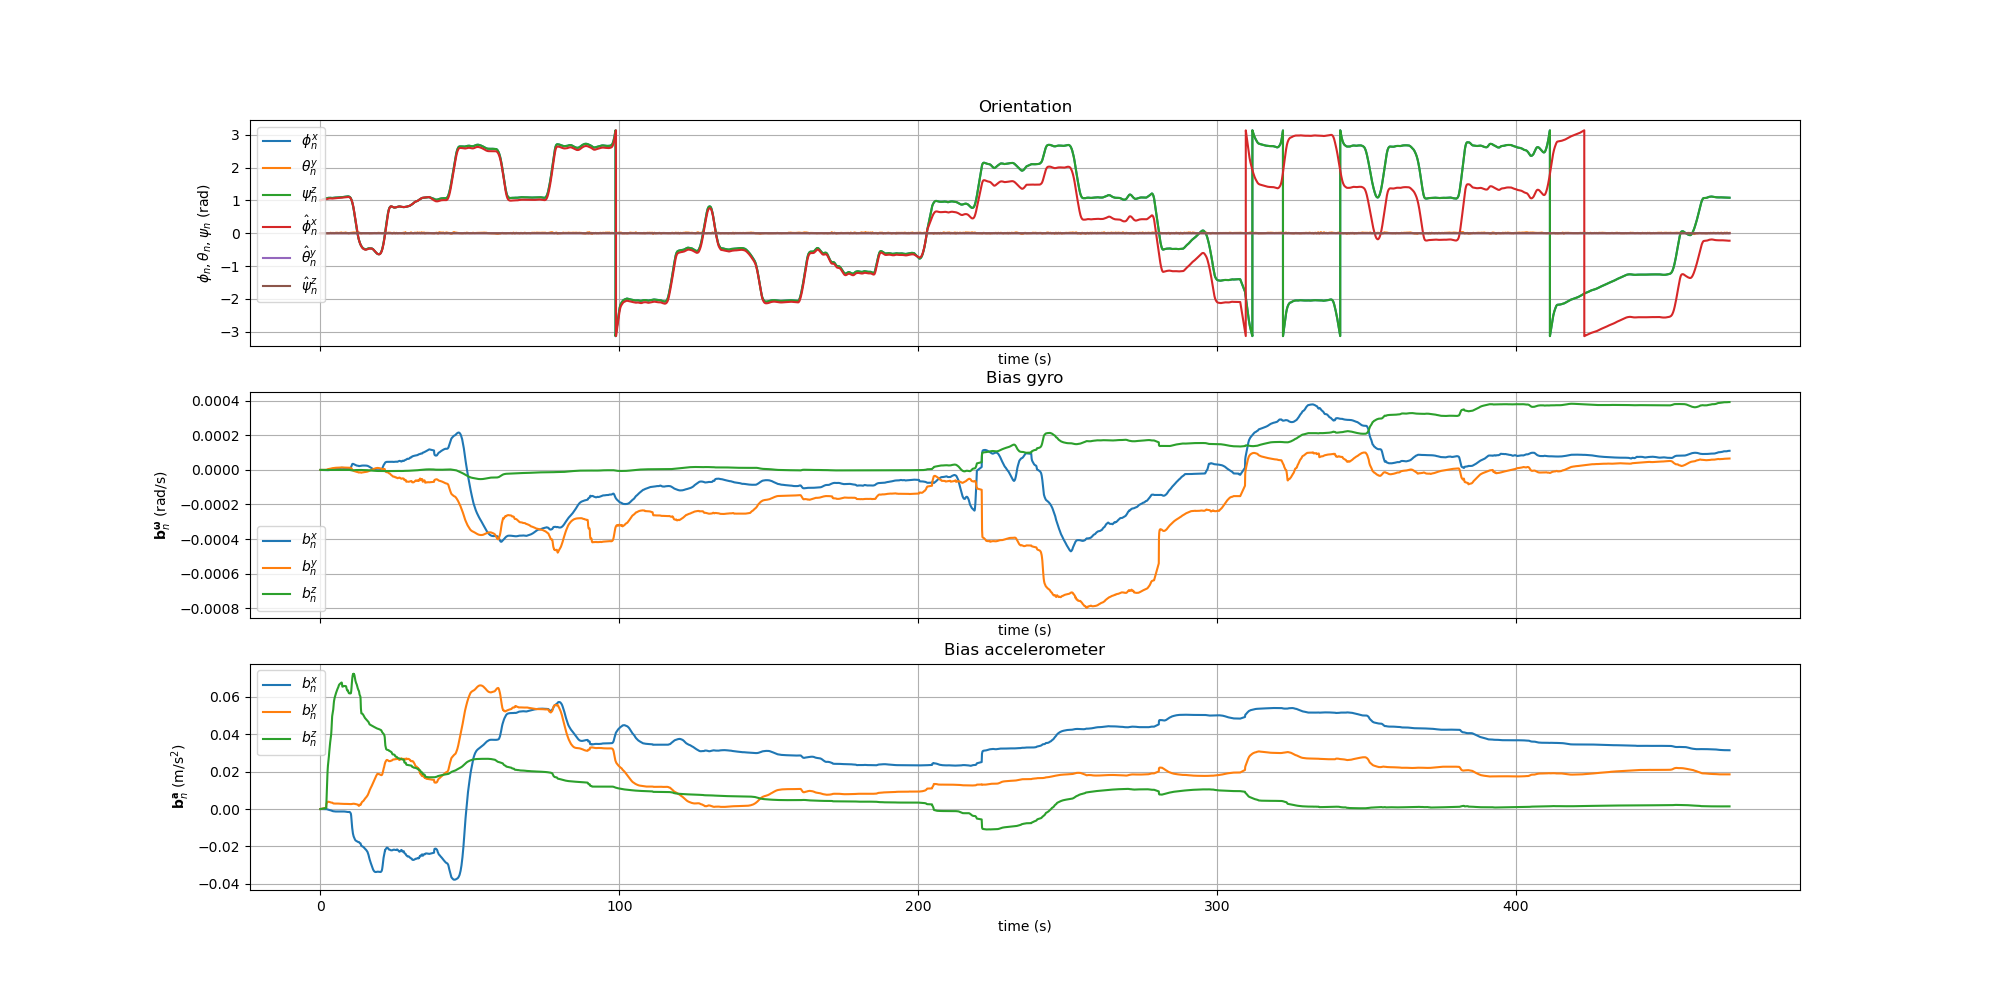 Orientation
ϕₙ, θₙ, ψₙ (rad)
3
2
1
0
−1
−2
−3
ϕₙˣ
θₙʸ
ψₙᶻ
ϕ̂ₙˣ
θ̂ₙʸ
ψ̂ₙᶻ
time (s)
Bias gyro
bₙ^ω (rad/s)
0.0004
0.0002
0.0000
−0.0002
−0.0004
−0.0006
−0.0008
bₙˣ
bₙʸ
bₙᶻ
time (s)
Bias accelerometer
bₙᵃ (m/s²)
0.06
0.04
0.02
0.00
−0.02
−0.04
bₙˣ
bₙʸ
bₙᶻ
0 100 200 300 400
time (s)